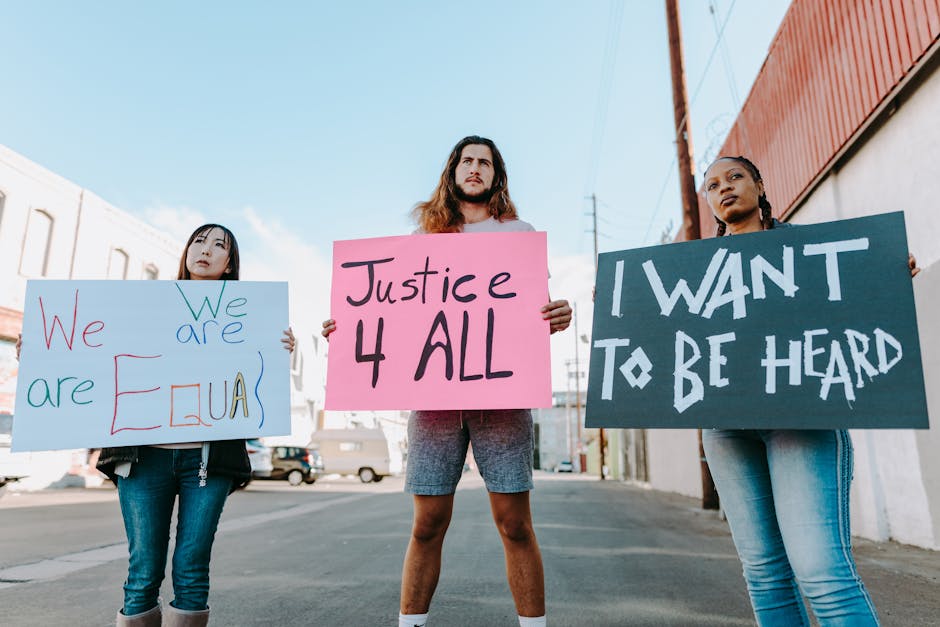 We We
are
are EQUAL
Justice
4 ALL
I WANT
TO BE HEARD